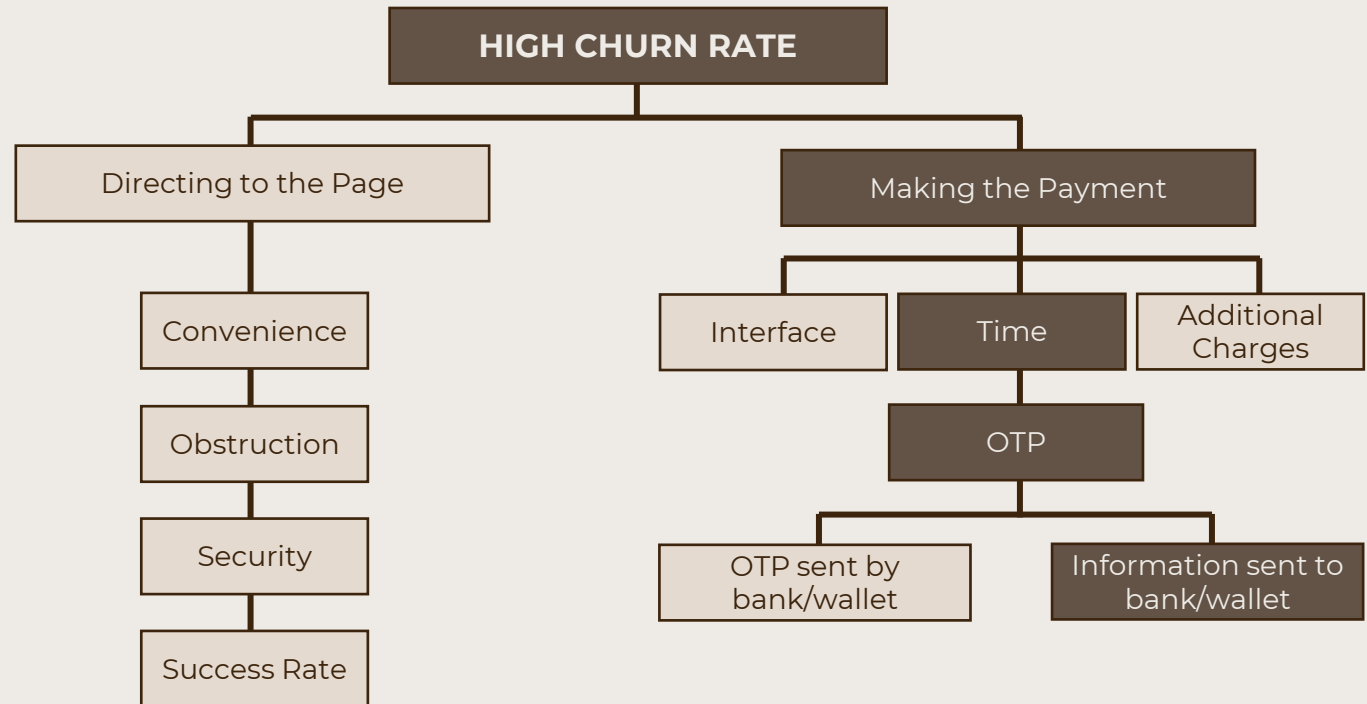 HIGH CHURN RATE
Directing to the Page
Making the Payment
Convenience
Interface
Time
Additional
Charges
Obstruction
OTP
Security
OTP sent by
bank/wallet
Information sent to
bank/wallet
Success Rate